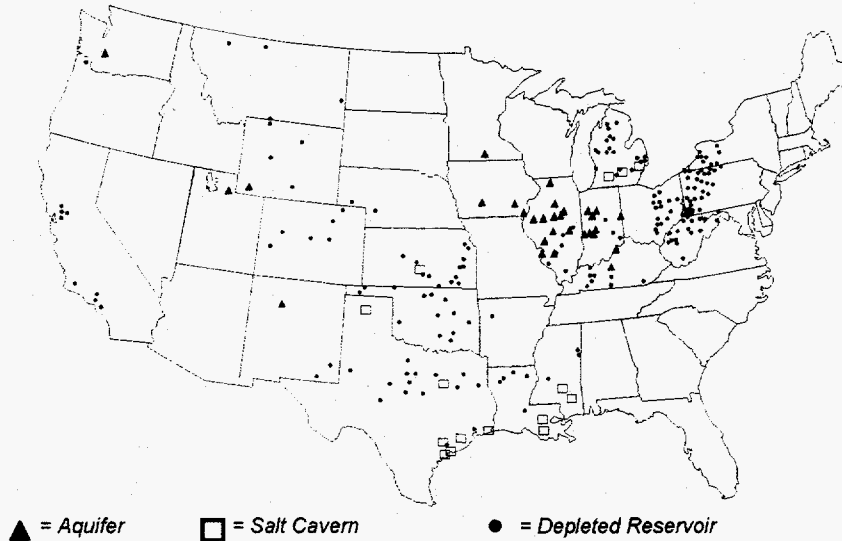 = Aquifer = Salt Cavern = Depleted Reservoir